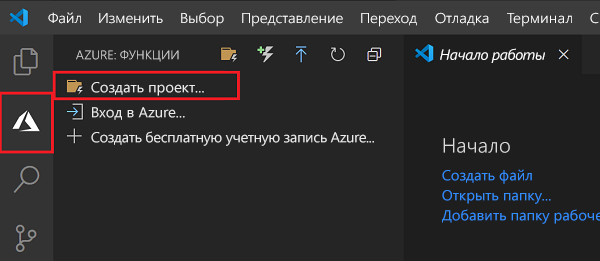 Файл Изменить Выбор Представление Переход Отладка Терминал
AZURE: ФУНКЦИИ
Начало работы
Создать проект...
Вход в Azure...
Создать бесплатную учетную запись Azure...
Начало
Создать файл
Открыть папку...
Добавить папку рабоче